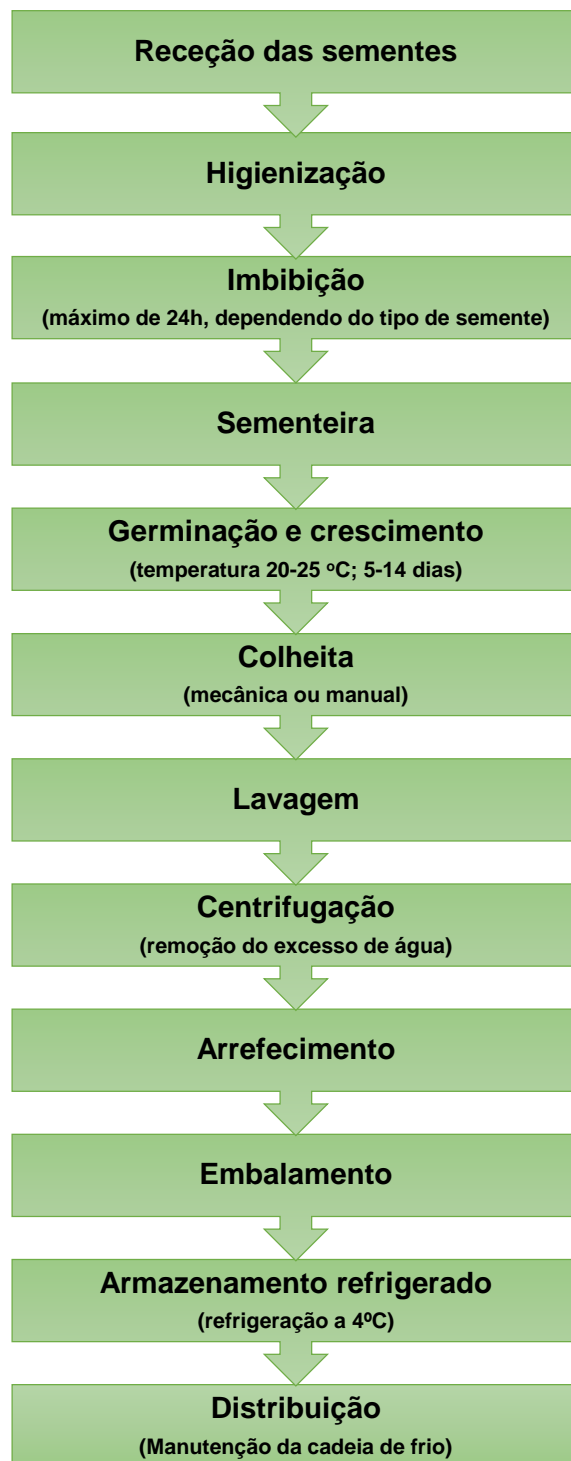 Receção das sementes
Higienização
Imbibição
(máximo de 24h, dependendo do tipo de semente)
Sementeira
Germinação e crescimento
(temperatura 20-25 ºC; 5-14 dias)
Colheita
(mecânica ou manual)
Lavagem
Centrifugação
(remoção do excesso de água)
Arrefecimento
Embalamento
Armazenamento refrigerado
(refrigeração a 4ºC)
Distribuição
(Manutenção da cadeia de frio)